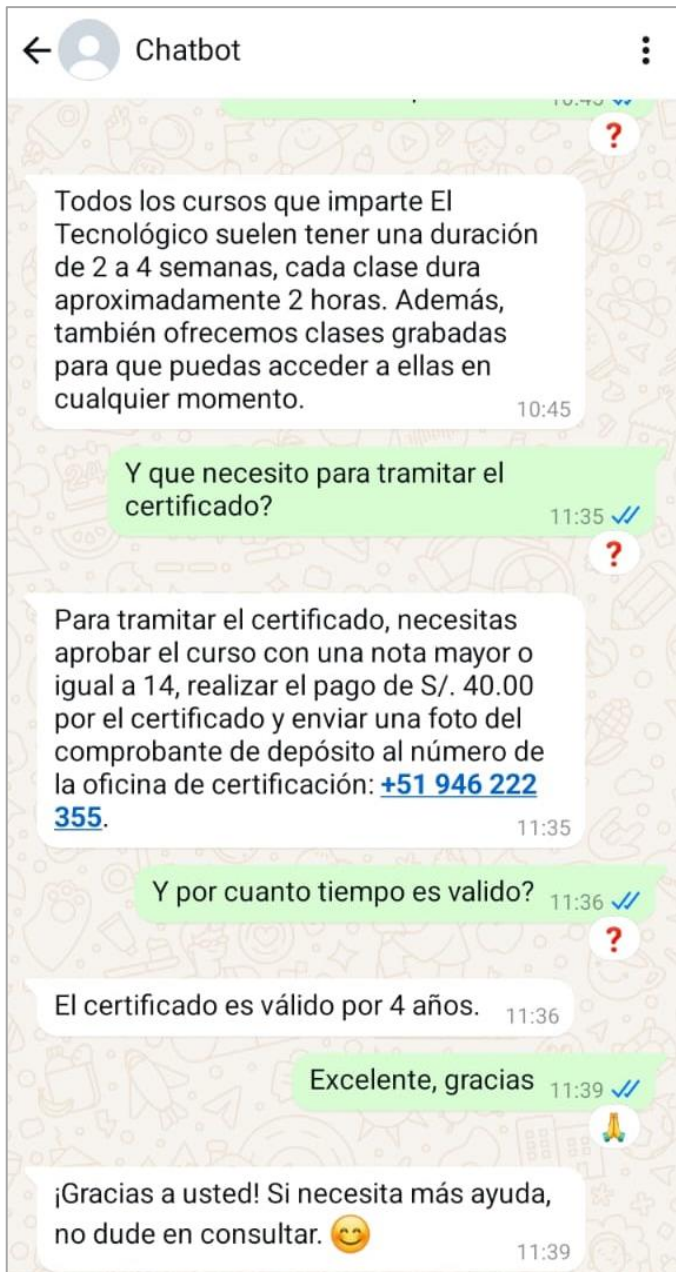 Chatbot
Todos los cursos que imparte El
Tecnológico suelen tener una duración
de 2 a 4 semanas, cada clase dura
aproximadamente 2 horas. Además,
también ofrecemos clases grabadas
para que puedas acceder a ellas en
cualquier momento.
10:45
Y que necesito para tramitar el
certificado?
11:35
Para tramitar el certificado, necesitas
aprobar el curso con una nota mayor o
igual a 14, realizar el pago de S/. 40.00
por el certificado y enviar una foto del
comprobante de depósito al número de
la oficina de certificación: +51 946 222
355.
11:35
Y por cuanto tiempo es valido? 11:36
El certificado es válido por 4 años. 11:36
Excelente, gracias 11:39
¡Gracias a usted! Si necesita más ayuda,
no dude en consultar. 😊
11:39